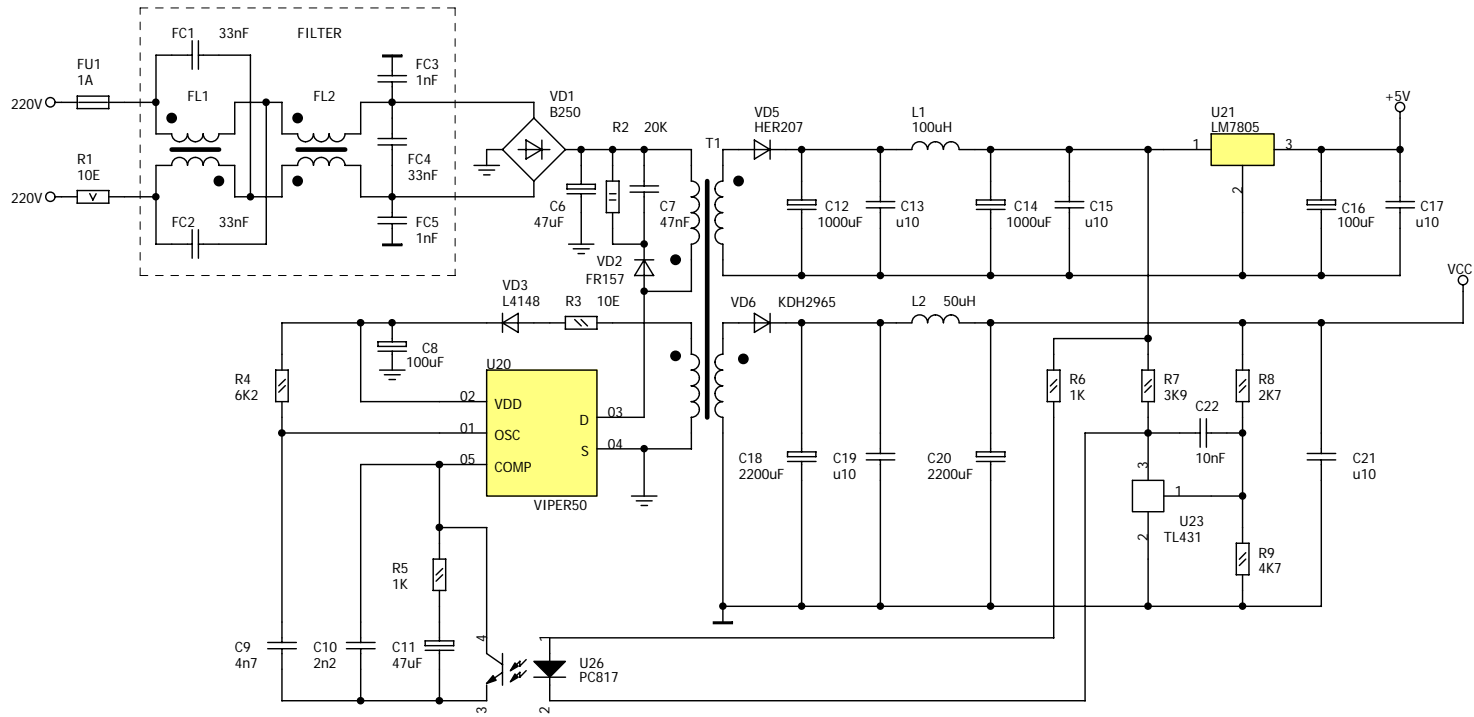 FC1 33nF FILTER
FU1
1A
220V
FL1
FL2
FC3
1nF
FC4
33nF
R1
10E
220V
FC2 33nF
FC5
1nF
VD1
B250
R2 20K
C6
47uF
C7
47nF
VD2
FR157
T1
VD5
HER207
L1
100uH
C12
1000uF
C13
u10
C14
1000uF
C15
u10
U21
LM7805
1
3
2
+5V
C16
100uF
C17
u10
VCC
VD3
L4148
R3 10E
C8
100uF
R4
6K2
U20
02 VDD
01 OSC
05 COMP
D 03
S 04
VIPER50
VD6 KDH2965
L2 50uH
C18
2200uF
C19
u10
C20
2200uF
R6
1K
R7
3K9
R8
2K7
C22
10nF
3
1
2
U23
TL431
R9
4K7
C21
u10
R5
1K
C9
4n7
C10
2n2
C11
47uF
4
3
1
2
U26
PC817